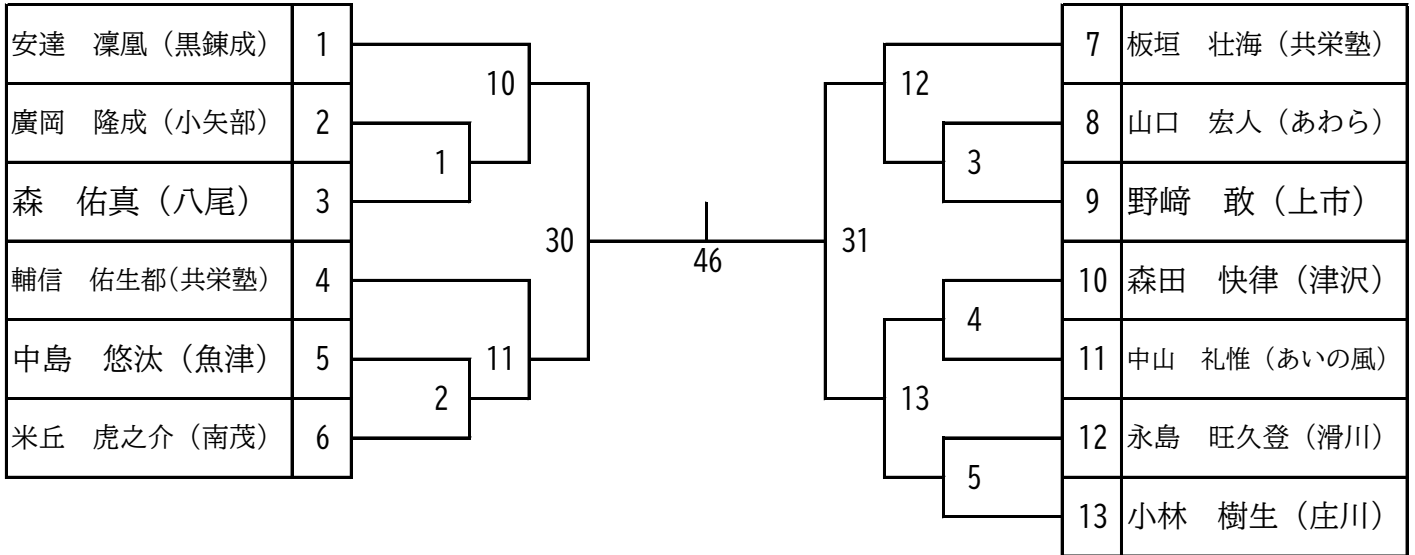 安達　凜凰（黒錬成） 1
廣岡　隆成（小矢部） 2
森　佑真（八尾） 3
輔信　佑生都（共栄塾） 4
中島　悠汰（魚津） 5
米丘　虎之介（南茂） 6
10
1
11
2
30
46
31
12
3
4
13
5
7 板垣　壮海（共栄塾）
8 山口　宏人（あわら）
9 野﨑　敢（上市）
10 森田　快律（津沢）
11 中山　礼惟（あいの風）
12 永島　旺久登（滑川）
13 小林　樹生（庄川）